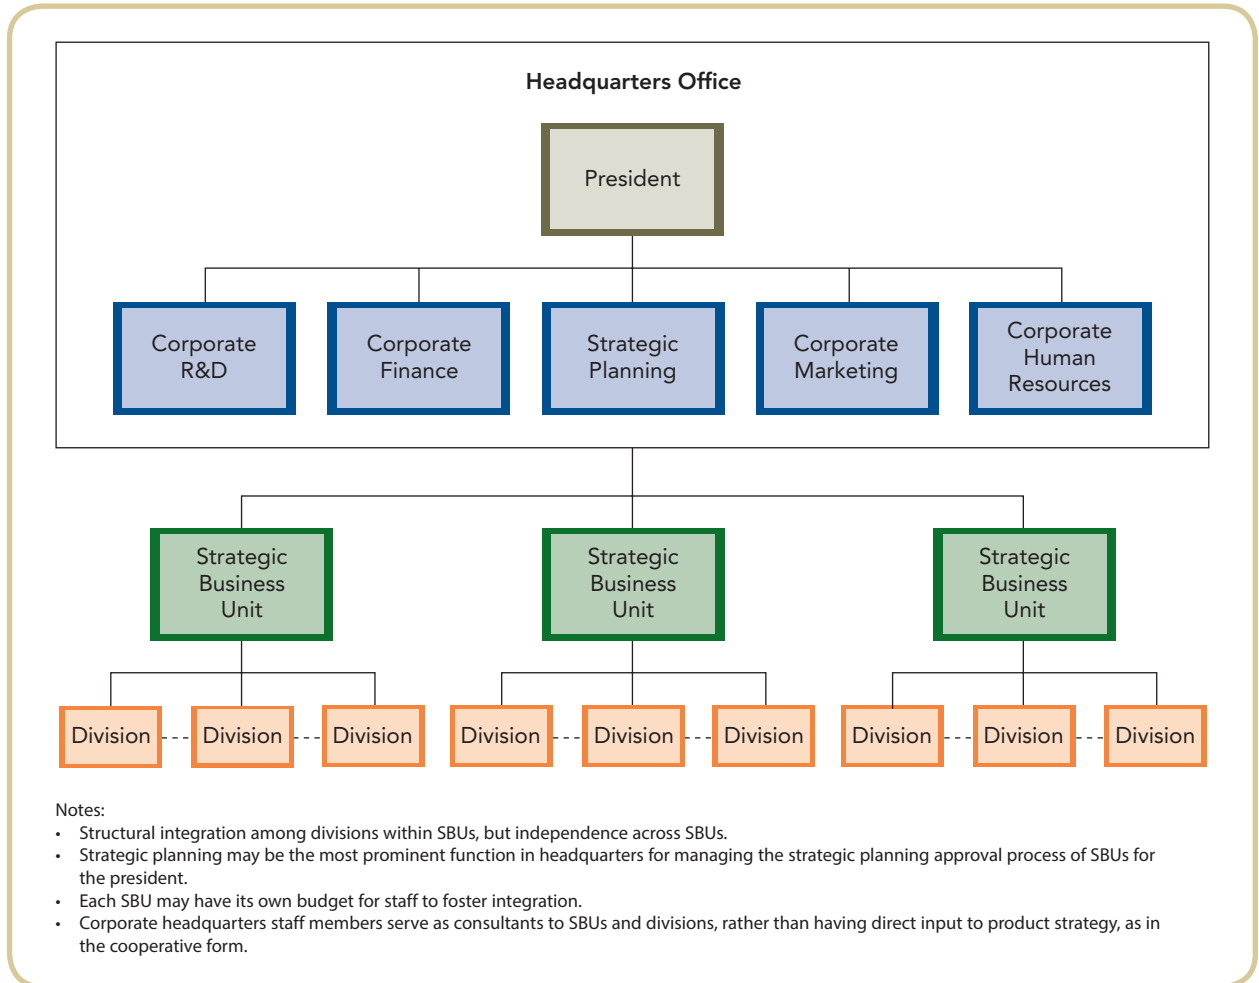 Headquarters Office
President
Corporate
R&D
Corporate
Finance
Strategic
Planning
Corporate
Marketing
Corporate
Human
Resources
Strategic
Business
Unit
Strategic
Business
Unit
Strategic
Business
Unit
Division
Division
Division
Division
Division
Division
Division
Division
Division
Notes:
• Structural integration among divisions within SBUs, but independence across SBUs.
• Strategic planning may be the most prominent function in headquarters for managing the strategic planning approval process of SBUs for
the president.
• Each SBU may have its own budget for staff to foster integration.
• Corporate headquarters staff members serve as consultants to SBUs and divisions, rather than having direct input to product strategy, as in
the cooperative form.